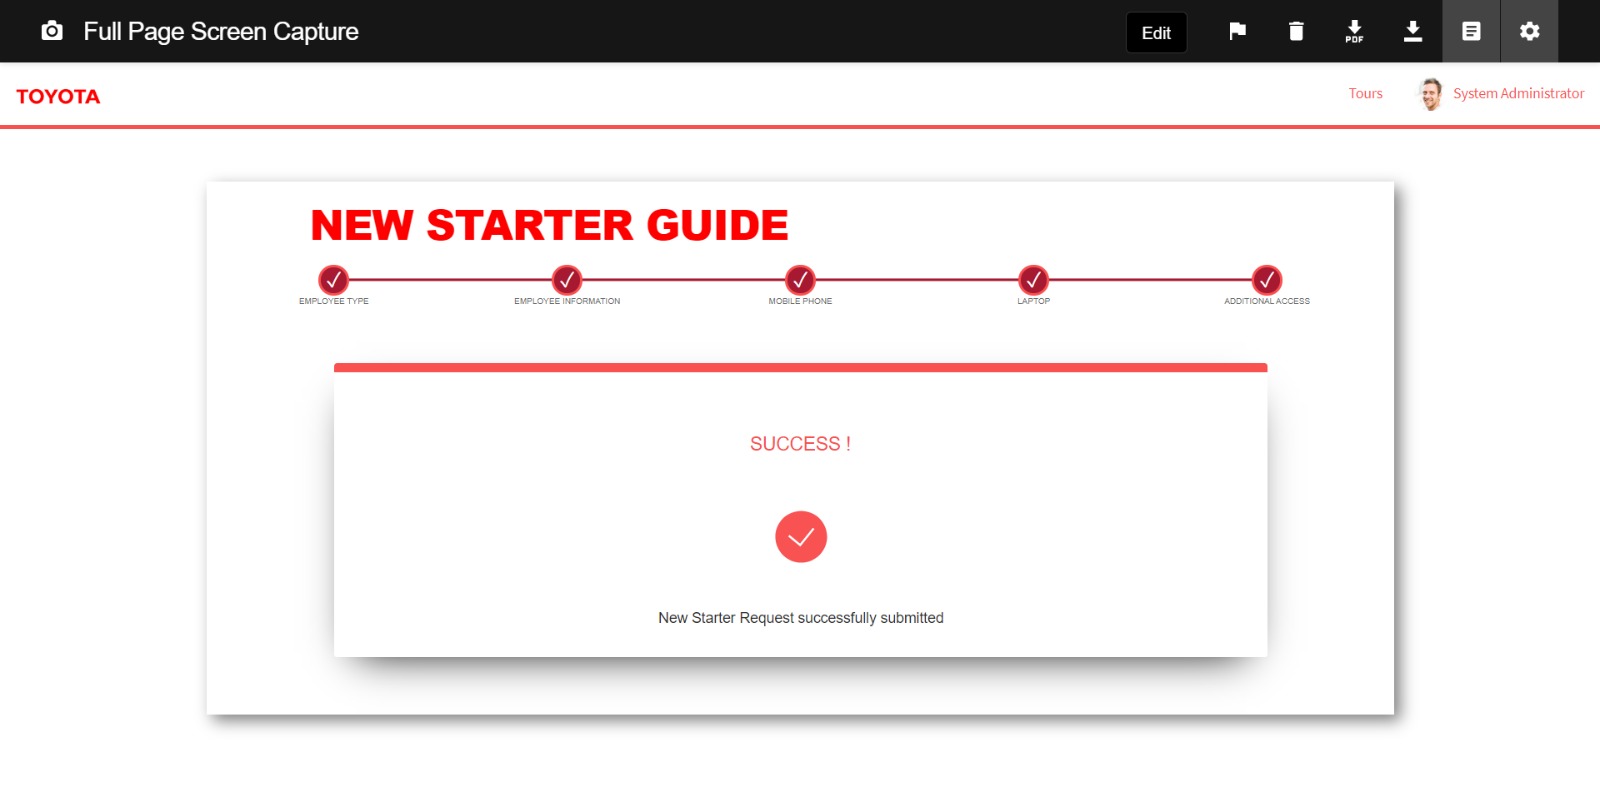 Full Page Screen Capture
Edit
PDF
TOYOTA
Tours
System Administrator
NEW STARTER GUIDE
EMPLOYEE TYPE
EMPLOYEE INFORMATION
MOBILE PHONE
LAPTOP
ADDITIONAL ACCESS
SUCCESS !
New Starter Request successfully submitted